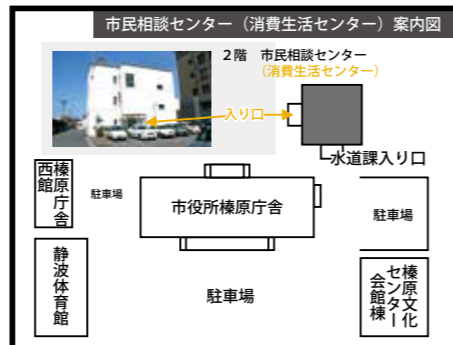 市民相談センター（消費生活センター）案内図
２階　市民相談センター
（消費生活センター）
入り口
水道課入り口
榛原庁舎
西館
駐車場
市役所榛原庁舎
駐車場
静波体育館
駐車場
榛原文化
センター
会館棟